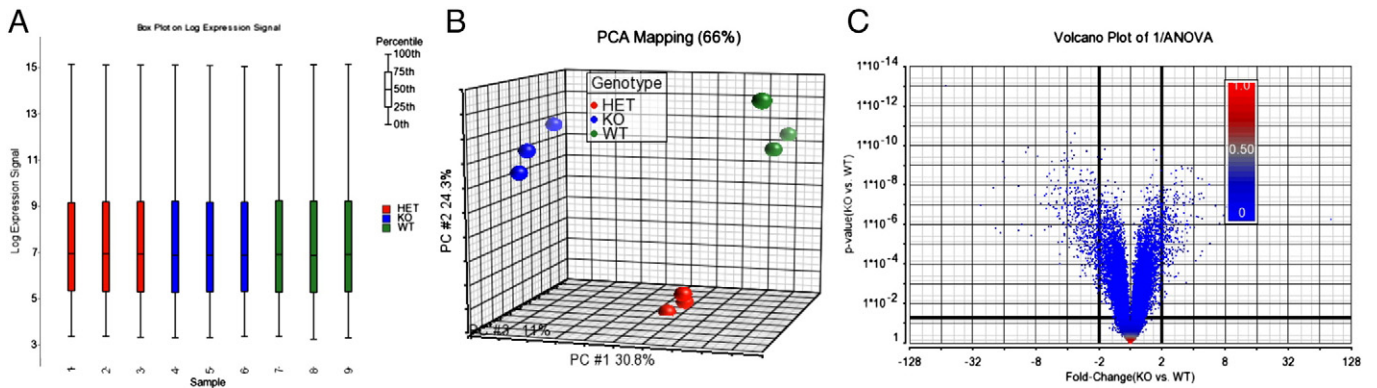 A
Box Plot on Log Expression Signal
Percentile
100th
75th
50th
25th
0th
15
13
11
9
7
5
3
Log Expression Signal
HET
KO
WT
1 2 3 4 5 6 7 8 9
Sample
B
PCA Mapping (66%)
Genotype
HET
KO
WT
PC #2 24.3%
PC #3 11%
PC #1 30.8%
C
Volcano Plot of 1/ANOVA
1*10-14
1*10-12
1*10-10
1*10-8
1*10-6
1*10-4
1*10-2
1
p-value(KO vs. WT)
1.0
0.50
0
-128 -32 -8 -2 2 8 32 128
Fold-Change(KO vs. WT)